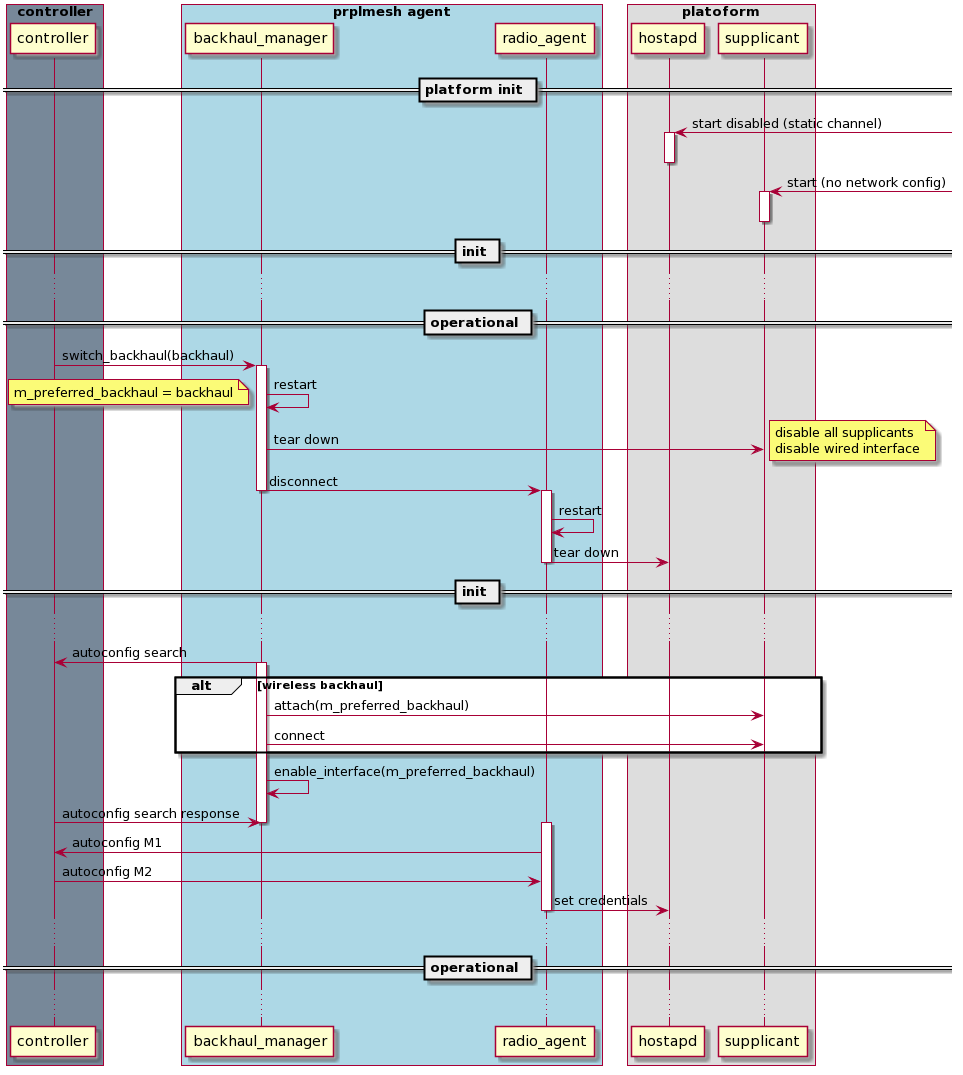 controller
prplmesh agent
platoform
controller
backhaul_manager
radio_agent
hostapd
supplicant
platform init
start disabled (static channel)
start (no network config)
init
operational
switch_backhaul(backhaul)
m_preferred_backhaul = backhaul
restart
tear down
disable all supplicants
disable wired interface
disconnect
restart
tear down
init
autoconfig search
alt
[wireless backhaul]
attach(m_preferred_backhaul)
connect
enable_interface(m_preferred_backhaul)
autoconfig search response
autoconfig M1
autoconfig M2
set credentials
operational
controller
backhaul_manager
radio_agent
hostapd
supplicant